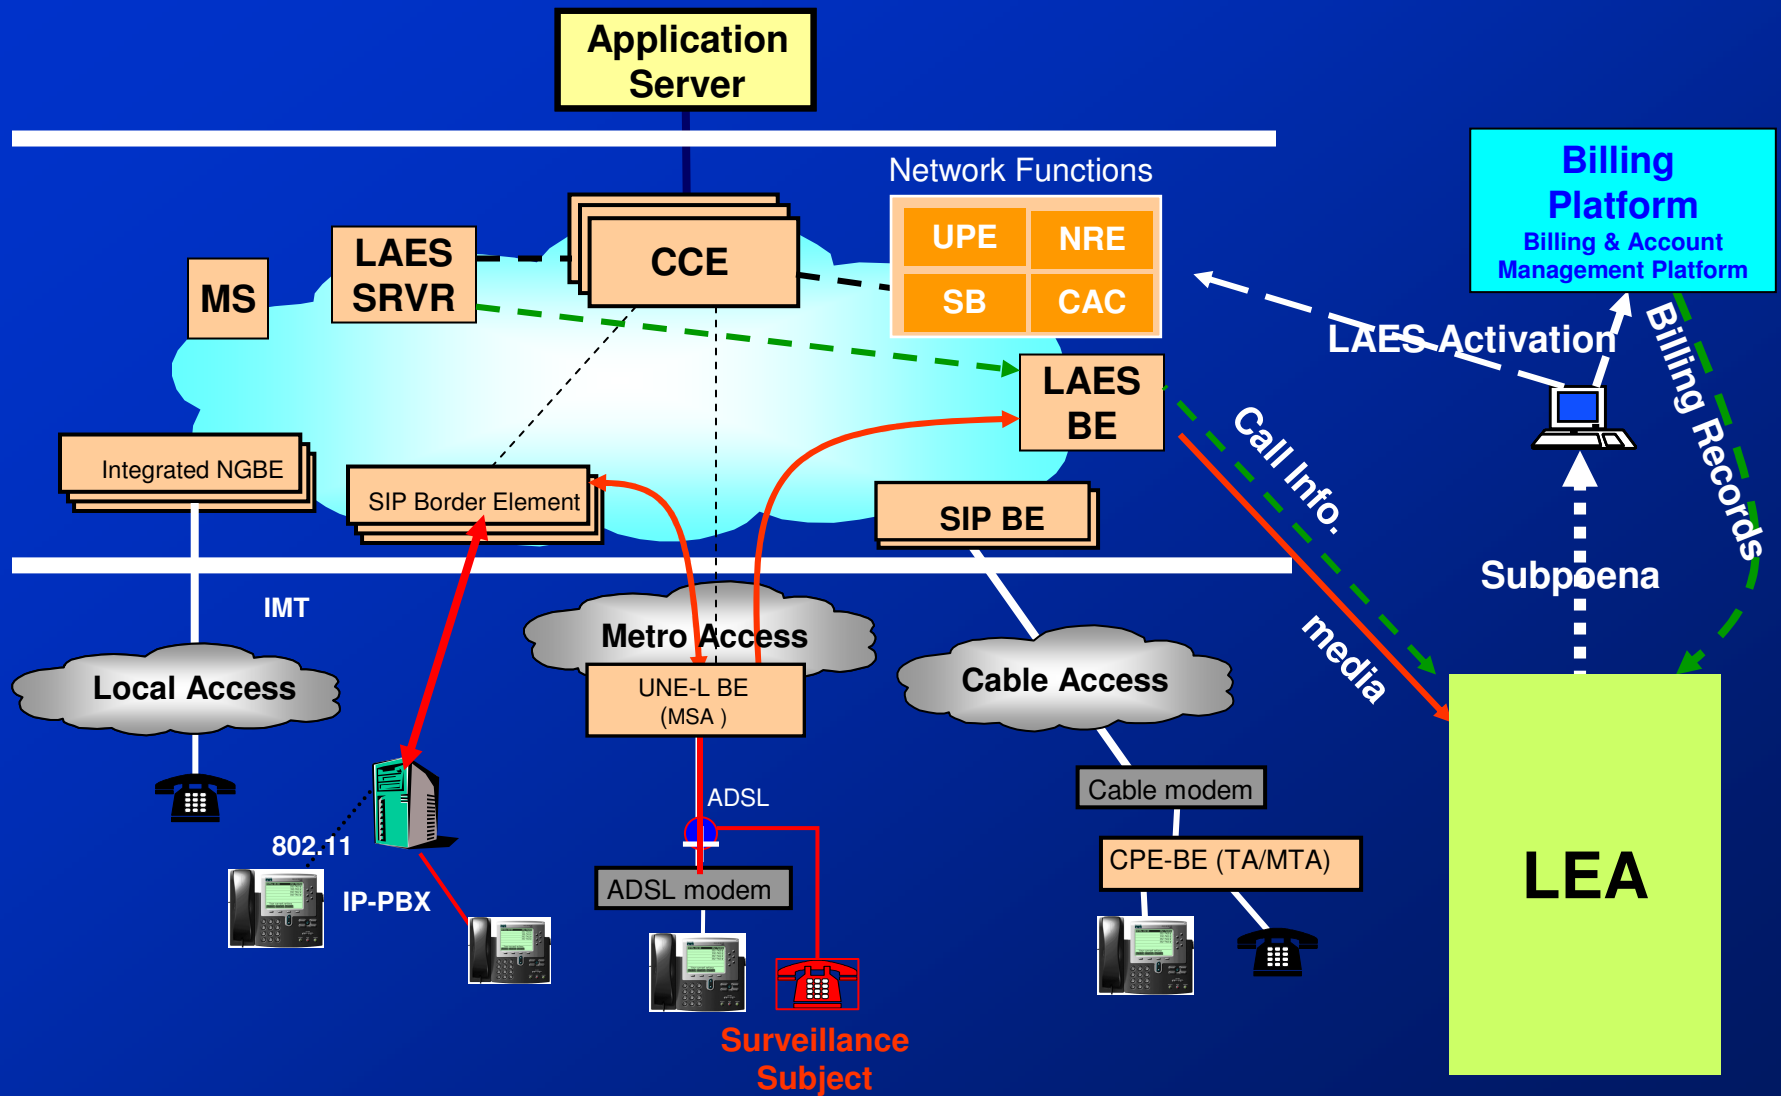 Application
Server
Network Functions
Billing
Platform
Billing & Account
Management Platform
LAES
SRVR
CCE
UPE
NRE
SB
CAC
MS
LAES Activation
Billing Records
LAES
BE
Call Info.
Integrated NGBE
SIP Border Element
SIP BE
Subpoena
IMT
Metro Access
media
Local Access
UNE-L BE
(MSA )
Cable Access
ADSL
Cable modem
802.11
CPE-BE (TA/MTA)
IP-PBX
ADSL modem
LEA
Surveillance
Subject